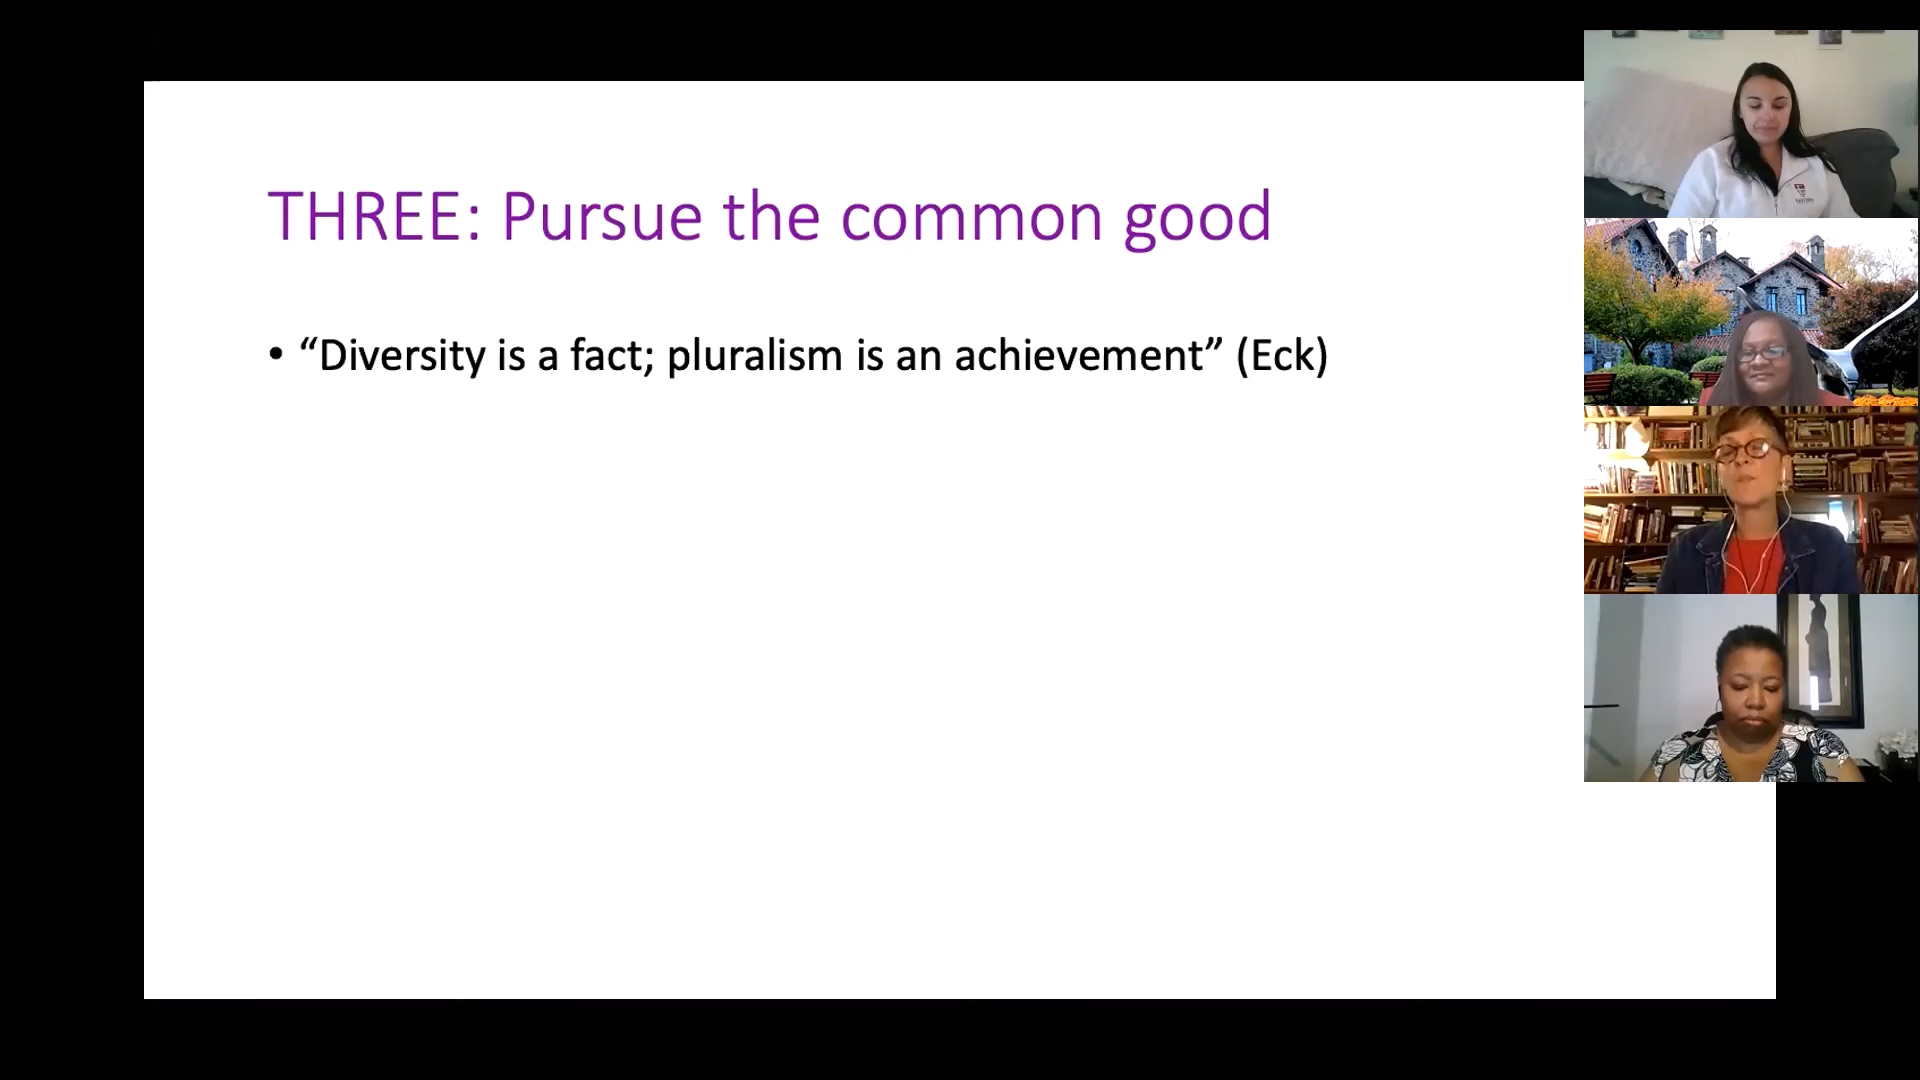 THREE: Pursue the common good
• “Diversity is a fact; pluralism is an achievement” (Eck)